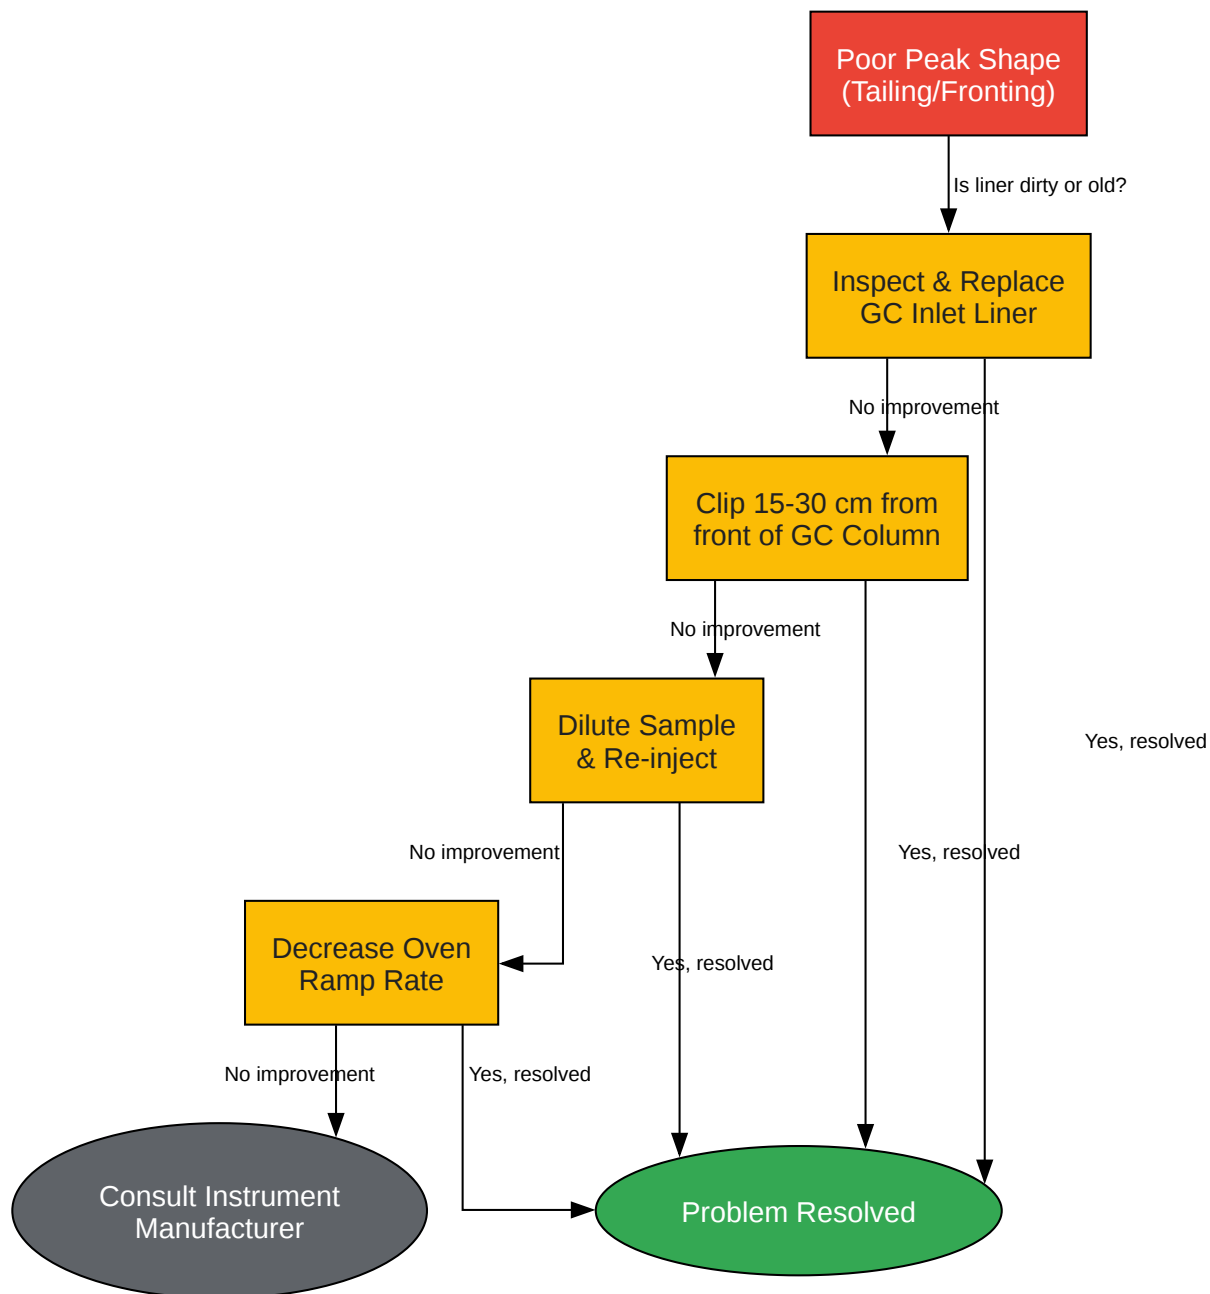 Poor Peak Shape
(Tailing/Fronting)
Is liner dirty or old?
Inspect & Replace
GC Inlet Liner
No improvement
Clip 15-30 cm from
front of GC Column
No improvement
Dilute Sample
& Re-inject
Yes, resolved
No improvement
Yes, resolved
Decrease Oven
Ramp Rate
Yes, resolved
No improvement
Yes, resolved
Consult Instrument
Manufacturer
Problem Resolved